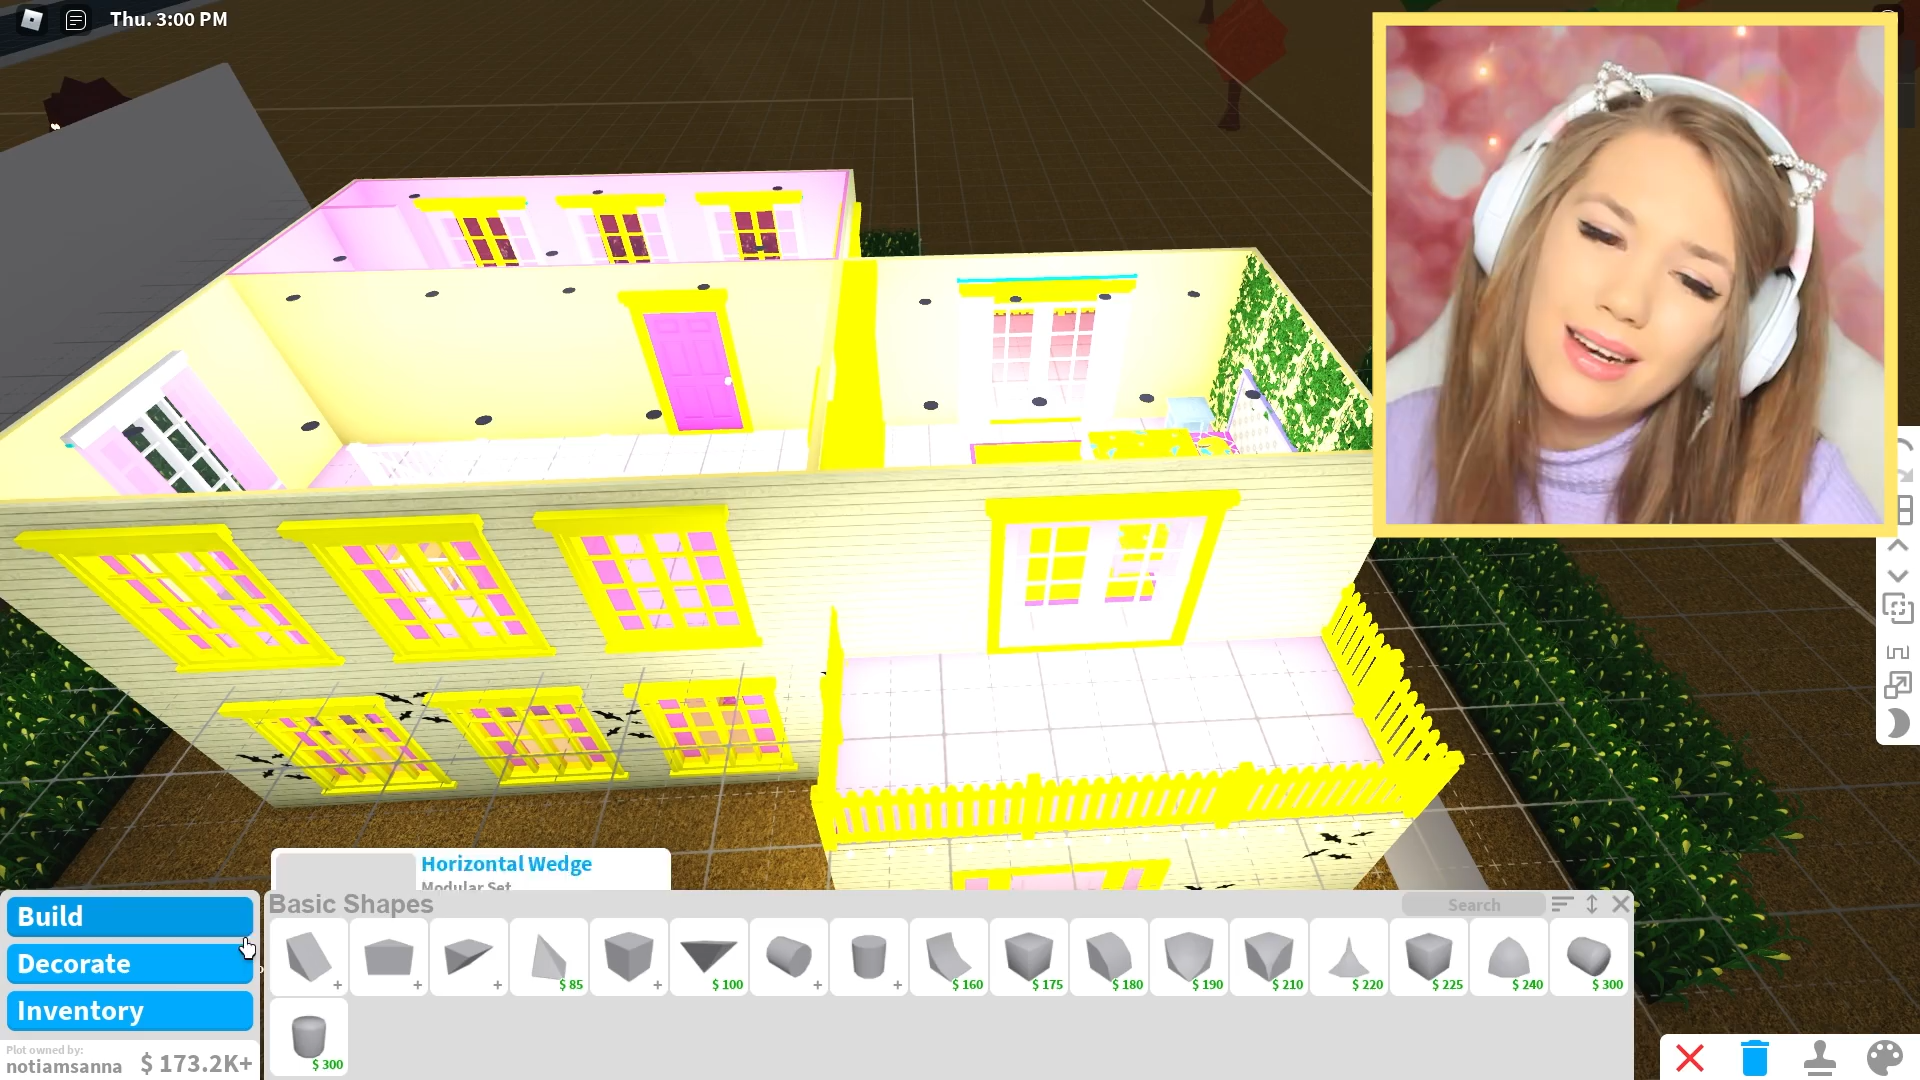 Thu. 3:00 PM
Horizontal Wedge
Modular Set
Basic Shapes
Search
Build
Decorate
Inventory
+
+
+
$ 85
+
$ 100
+
+
$ 160
$ 175
$ 180
$ 190
$ 210
$ 220
$ 225
$ 240
$ 300
$ 300
Plot owned by:
notiamsanna
$ 173.2K+